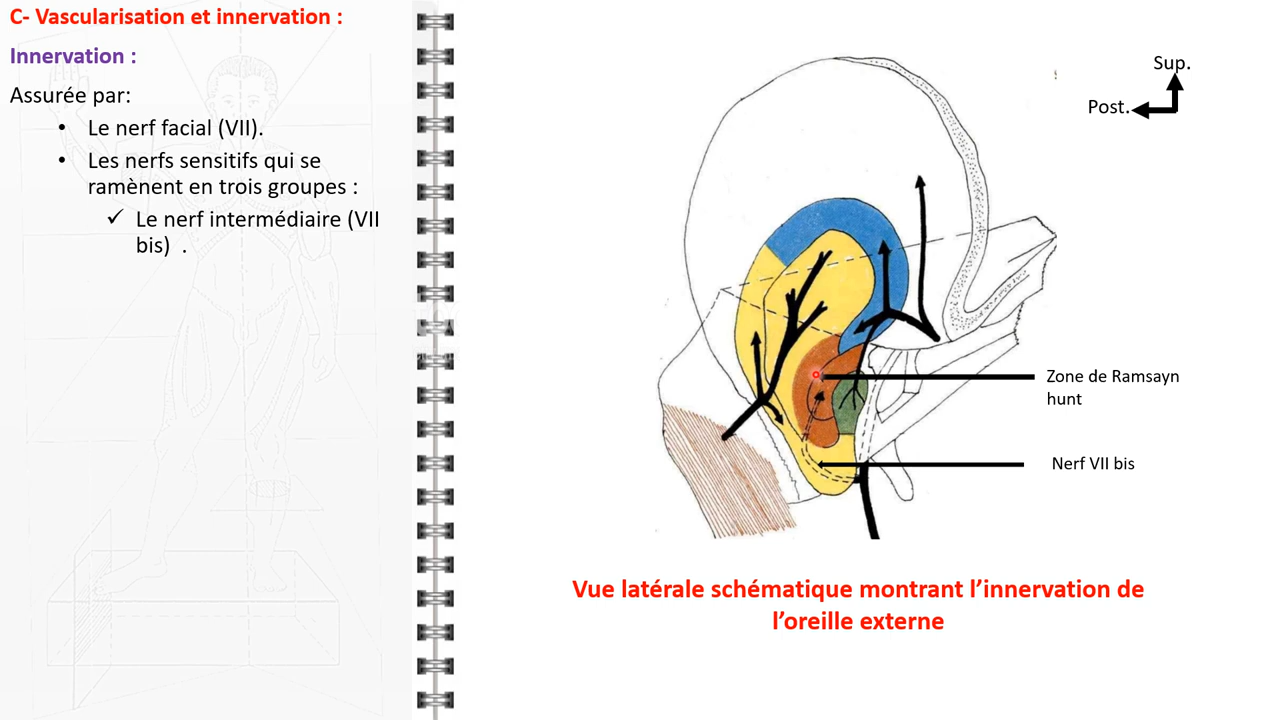 C- Vascularisation et innervation :
Innervation :
Assurée par:
• Le nerf facial (VII).
• Les nerfs sensitifs qui se
ramènent en trois groupes :
✓ Le nerf intermédiaire (VII
bis) .
Sup.
Post.
Zone de Ramsayn
hunt
Nerf VII bis
Vue latérale schématique montrant l’innervation de
l’oreille externe